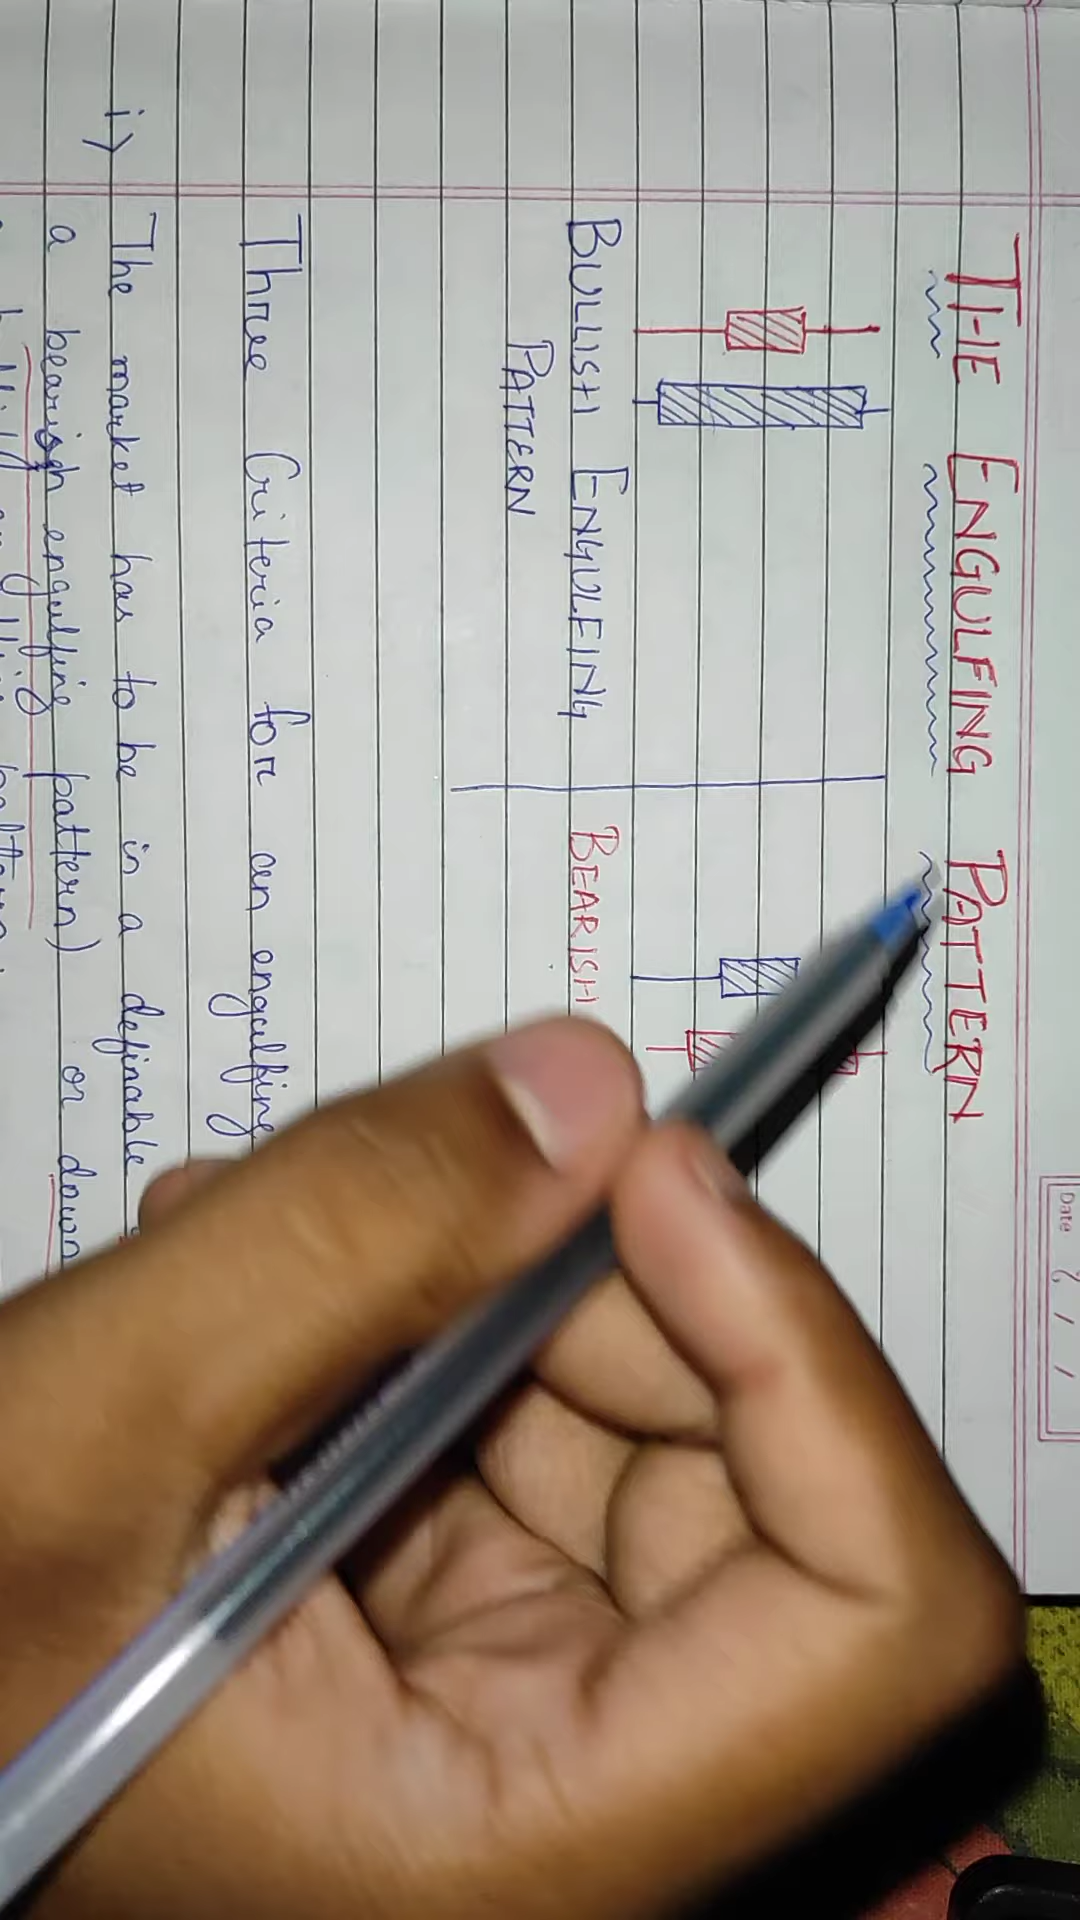 Date / /
THE ENGULFING PATTERN
BULLISH ENGULFING
PATTERN
BEARISH
Three Criteria for an engulfing
i> The market has to be in a definable
a bearish engulfing pattern) or down